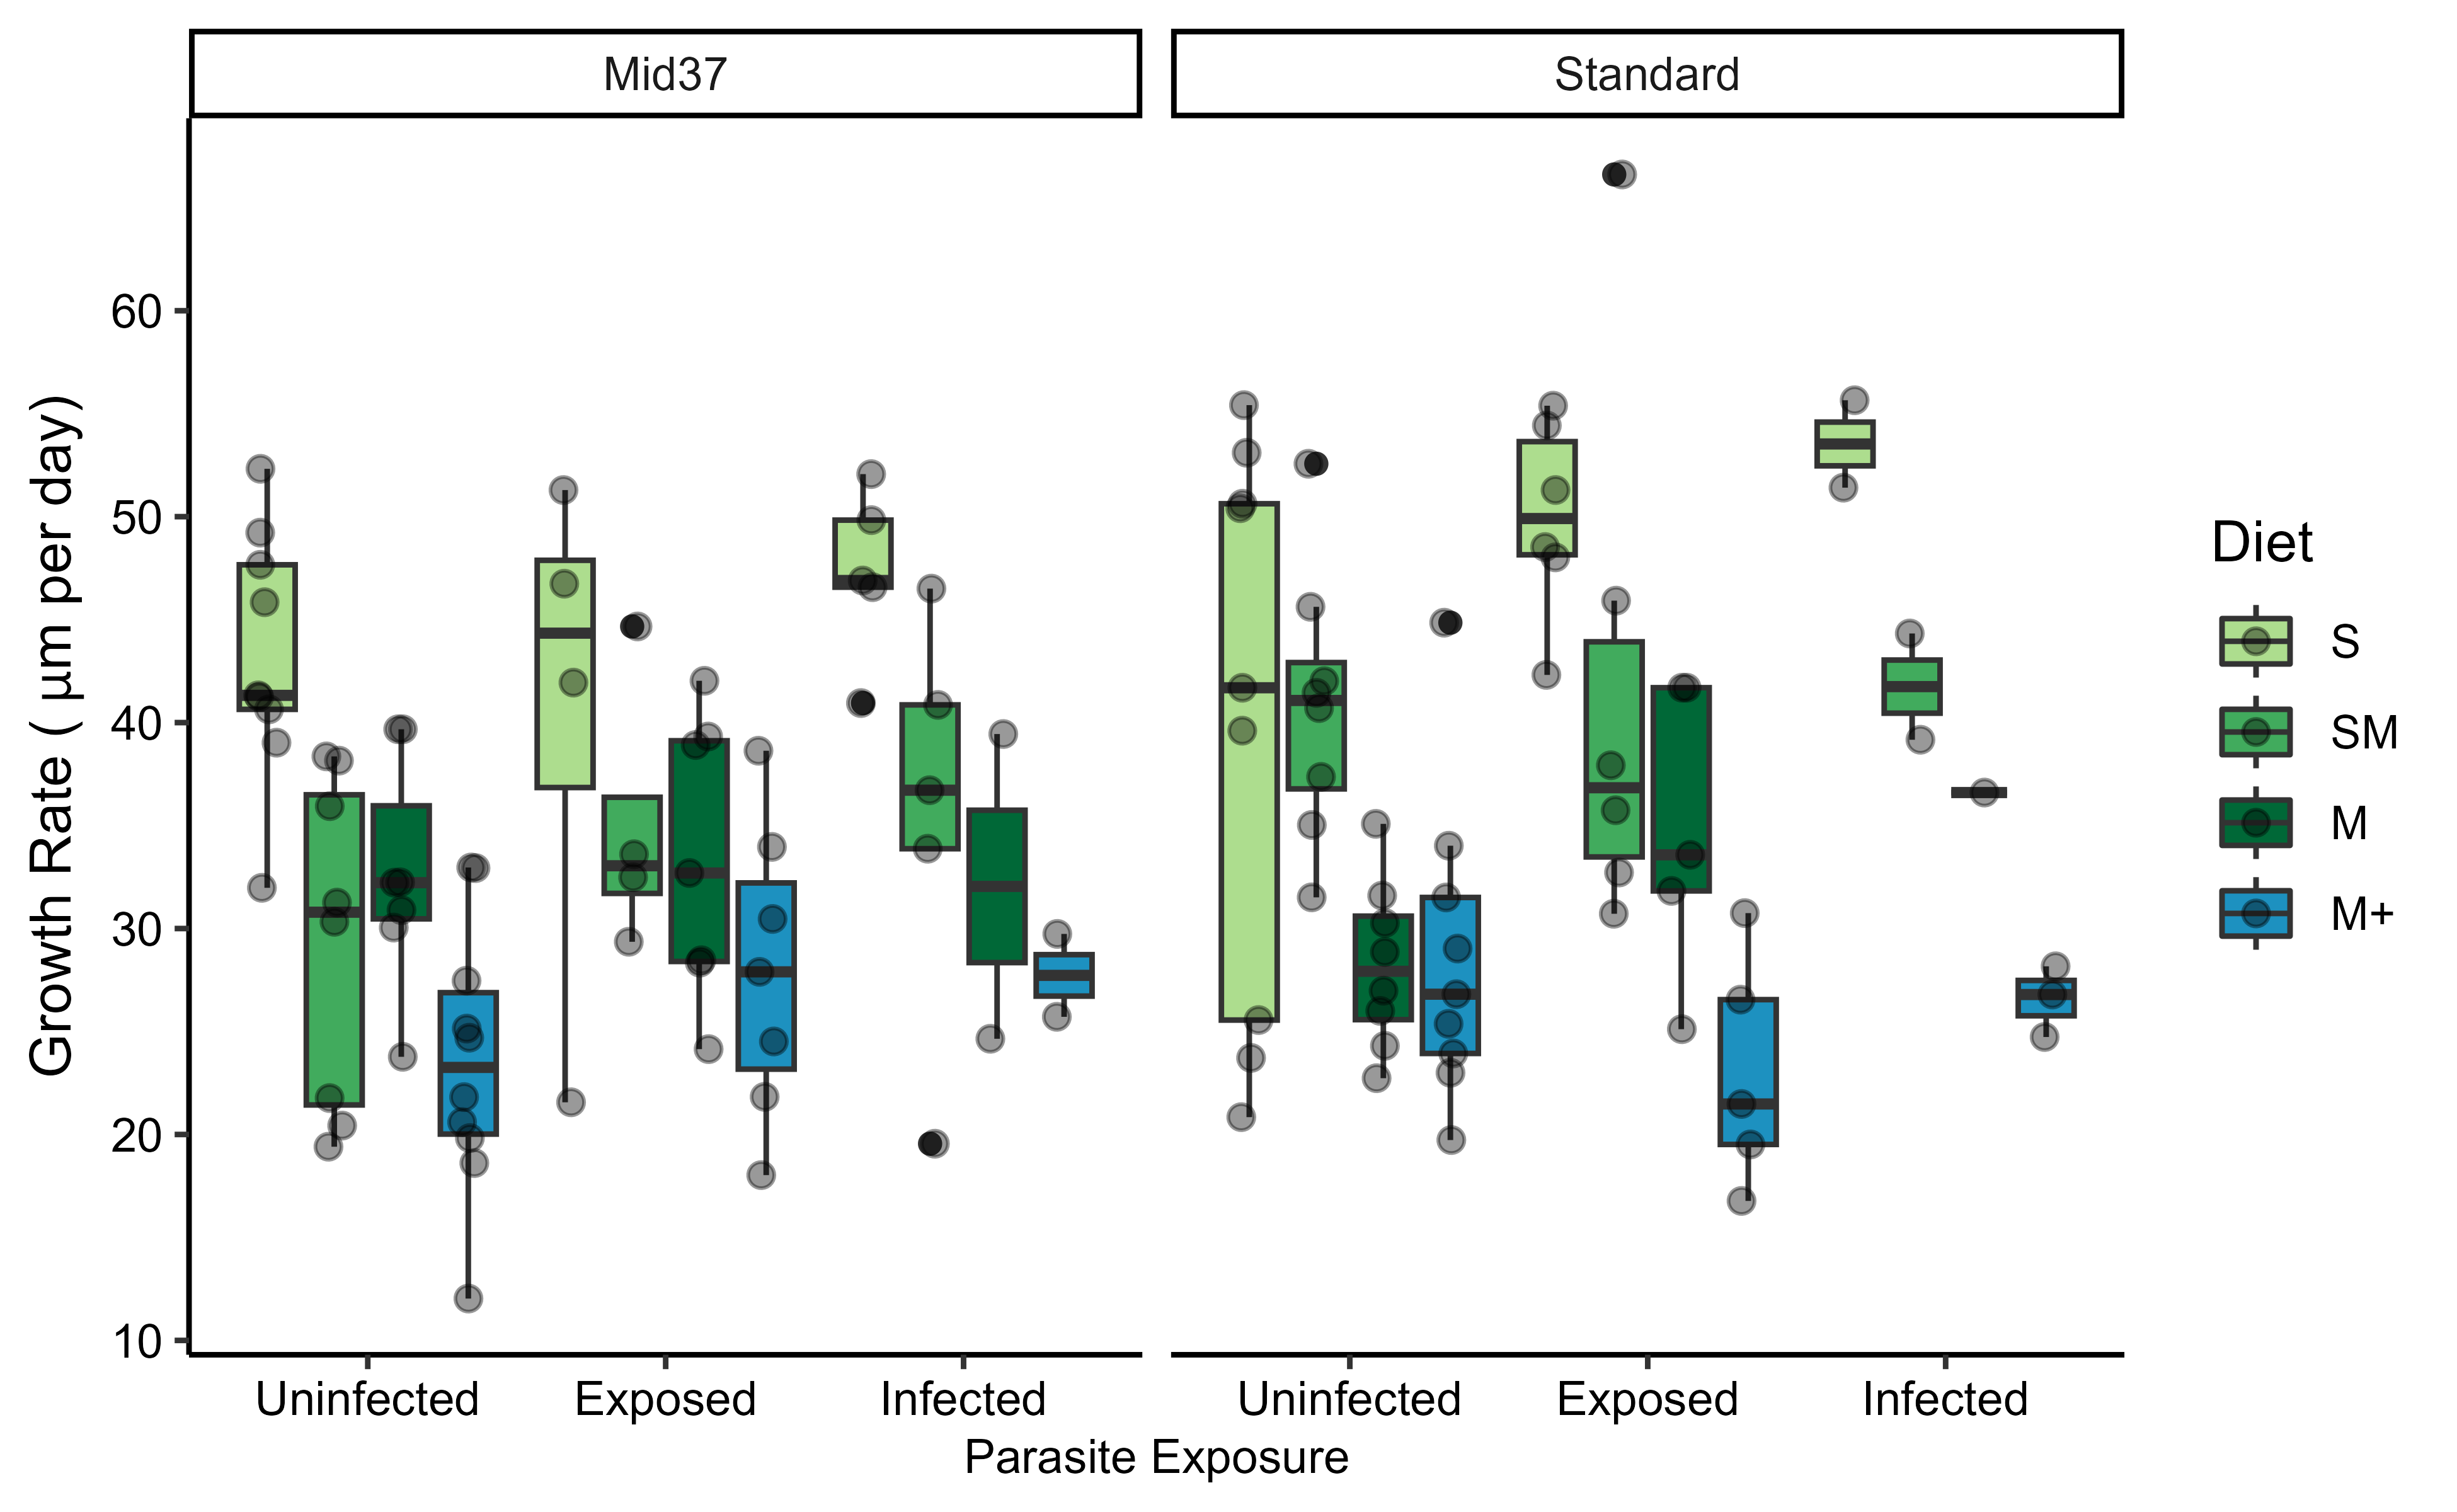 Mid37
Standard
Growth Rate ( µm per day)
60
50
40
30
20
10
Uninfected
Exposed
Infected
Uninfected
Exposed
Infected
Parasite Exposure
Diet
S
SM
M
M+